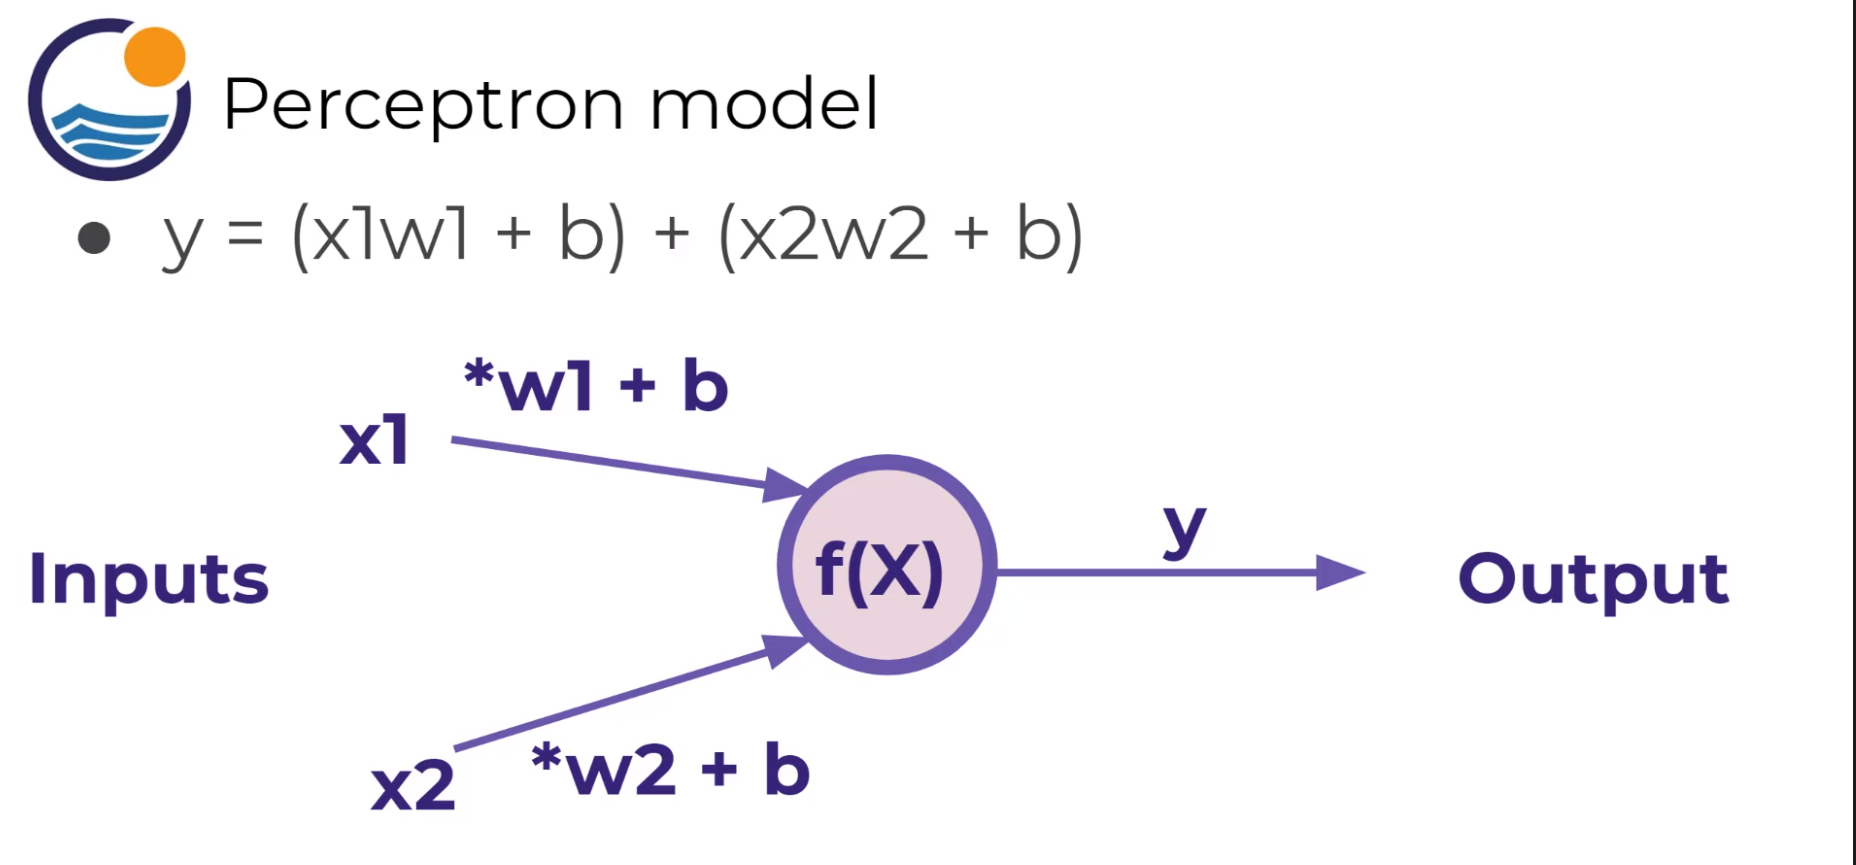 Perceptron model
● y = (x1w1 + b) + (x2w2 + b)
*w1 + b
x1
f(X)
y
Inputs
Output
x2
*w2 + b